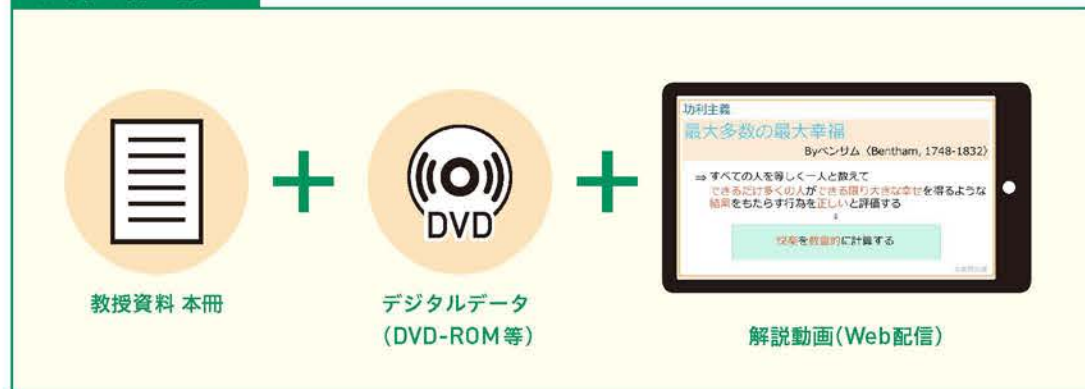 DVD
功利主義
最大多数の最大幸福
Byベンサム（Bentham, 1748-1832）
⇒ すべての人を等しく一人と数えて
できるだけ多くの人ができる限り大きな幸せを得るような
結果をもたらす行為を正しいと評価する
↓
快楽を数量的に計算する
教授資料 本冊
デジタルデータ
（DVD-ROM等）
解説動画（Web配信）